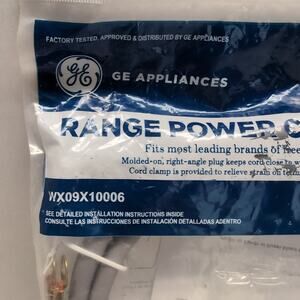 FACTORY TESTED, APPROVED & DISTRIBUTED BY GE APPLIANCES
GE
GE APPLIANCES
RANGE POWER
Fits most leading brands of
Molded-on, right-angle plug keeps cord close to
Cord clamp is provided to relieve strain on
WX09X10006
SEE DETAILED INSTALLATION INSTRUCTIONS INSIDE
CONSULTE LAS INSTRUCCIONES DE INSTALACIÓN DETALLADAS ADENTRO